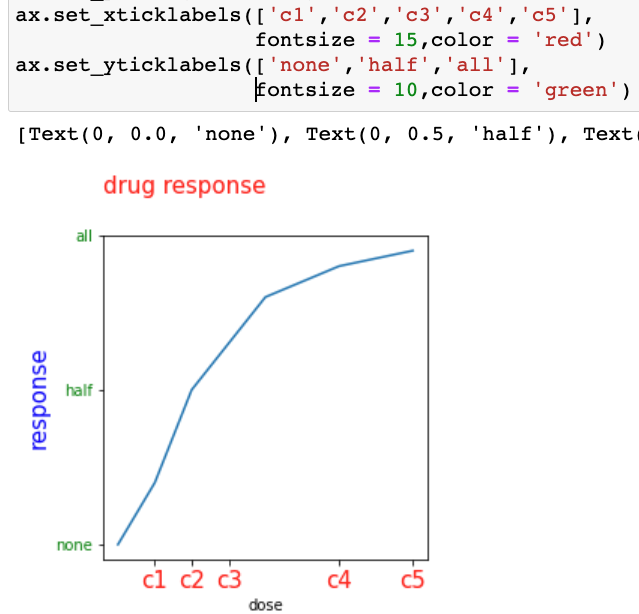 ax.set_xticklabels(['c1','c2','c3','c4','c5'],
fontsize = 15,color = 'red')
ax.set_yticklabels(['none','half','all'],
fontsize = 10,color = 'green')
[Text(0, 0.0, 'none'), Text(0, 0.5, 'half'), Text(
drug response
all
response
half
none
c1 c2 c3 c4 c5
dose